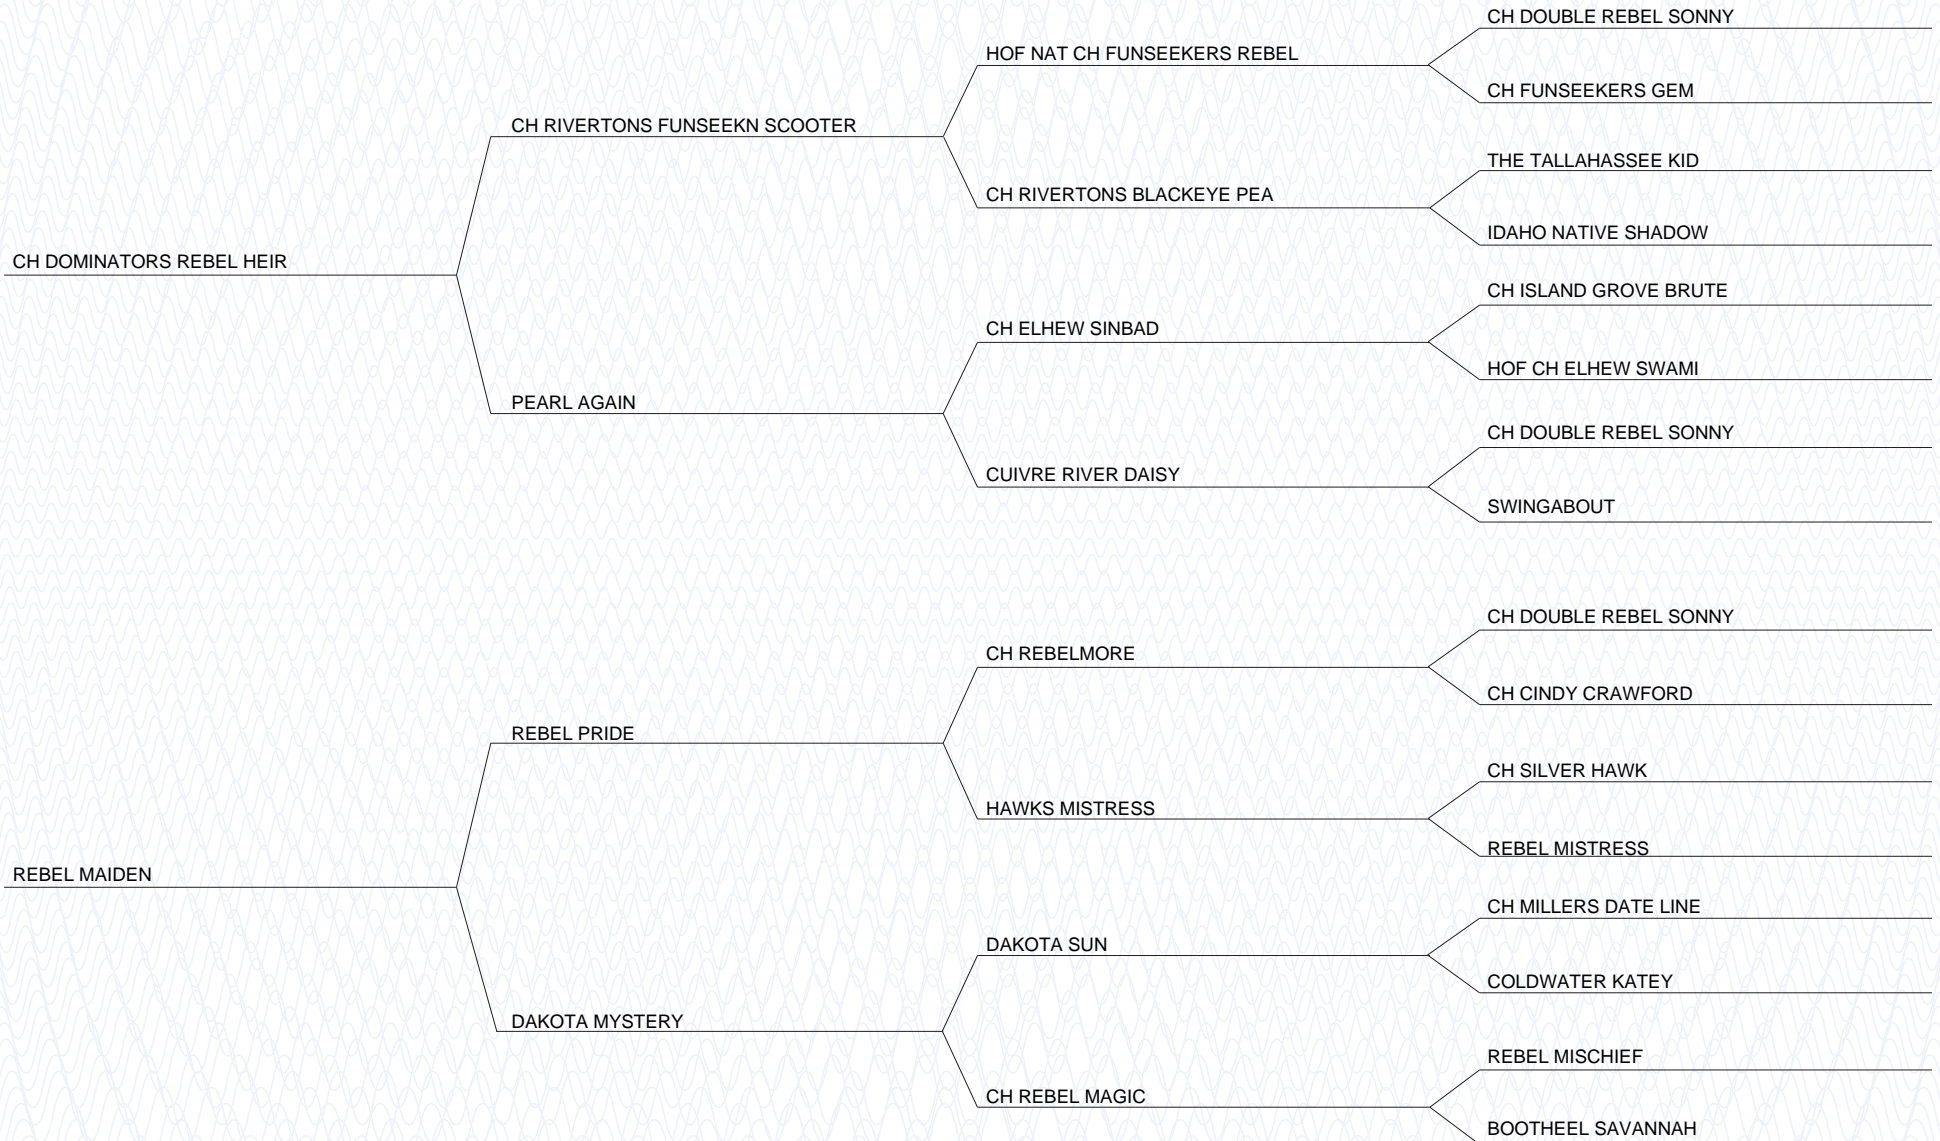 CH DOUBLE REBEL SONNY
HOF NAT CH FUNSEEKERS REBEL
CH FUNSEEKERS GEM
CH RIVERTONS FUNSEEKN SCOOTER
THE TALLAHASSEE KID
CH RIVERTONS BLACKEYE PEA
IDAHO NATIVE SHADOW
CH DOMINATORS REBEL HEIR
CH ISLAND GROVE BRUTE
CH ELHEW SINBAD
HOF CH ELHEW SWAMI
PEARL AGAIN
CH DOUBLE REBEL SONNY
CUIVRE RIVER DAISY
SWINGABOUT
CH DOUBLE REBEL SONNY
CH REBELMORE
CH CINDY CRAWFORD
REBEL PRIDE
CH SILVER HAWK
HAWKS MISTRESS
REBEL MISTRESS
REBEL MAIDEN
CH MILLERS DATE LINE
DAKOTA SUN
COLDWATER KATEY
DAKOTA MYSTERY
REBEL MISCHIEF
CH REBEL MAGIC
BOOTHEEL SAVANNAH